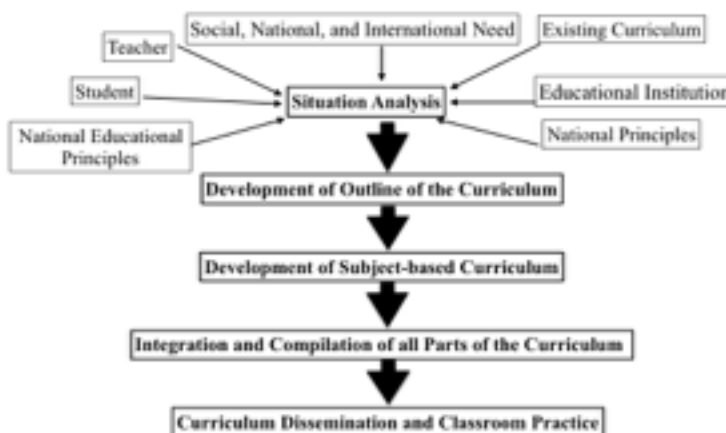 Social, National, and International Need
Existing Curriculum
Teacher
Student
Situation Analysis
Educational Institution
National Educational
Principles
National Principles
Development of Outline of the Curriculum
Development of Subject-based Curriculum
Integration and Compilation of all Parts of the Curriculum
Curriculum Dissemination and Classroom Practice